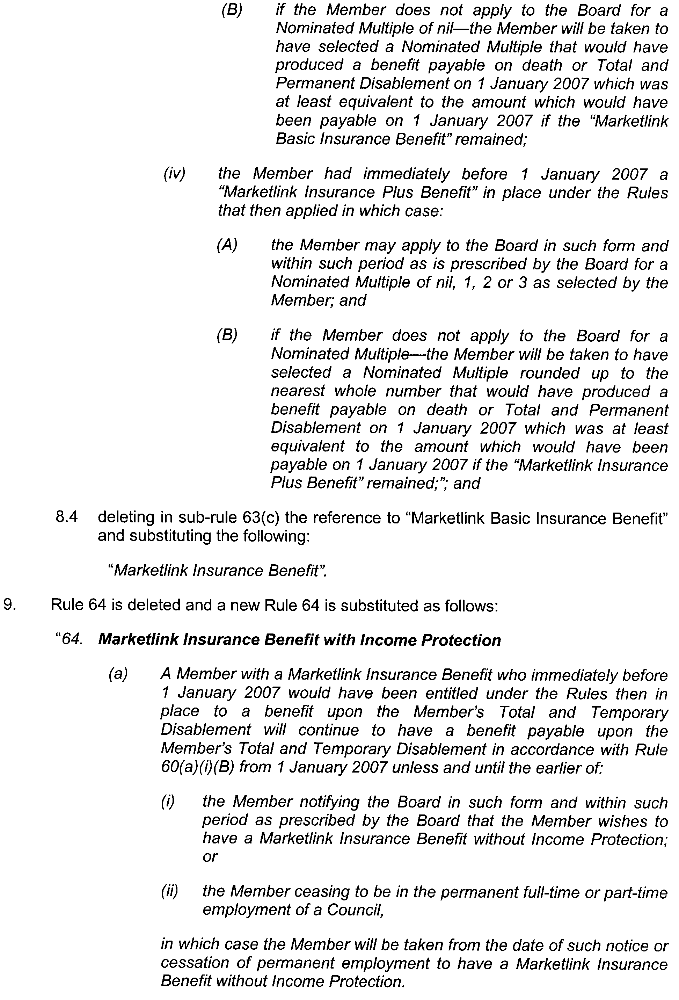 (B) if the Member does not apply to the Board for a
Nominated Multiple of nil—the Member will be taken to
have selected a Nominated Multiple that would have
produced a benefit payable on death or Total and
Permanent Disablement on 1 January 2007 which was
at least equivalent to the amount which would have
been payable on 1 January 2007 if the “Marketlink
Basic Insurance Benefit” remained;
(iv) the Member had immediately before 1 January 2007 a
“Marketlink Insurance Plus Benefit” in place under the Rules
that then applied in which case:
(A) the Member may apply to the Board in such form and
within such period as is prescribed by the Board for a
Nominated Multiple of nil, 1, 2 or 3 as selected by the
Member; and
(B) if the Member does not apply to the Board for a
Nominated Multiple—the Member will be taken to have
selected a Nominated Multiple rounded up to the
nearest whole number that would have produced a
benefit payable on death or Total and Permanent
Disablement on 1 January 2007 which was at least
equivalent to the amount which would have been
payable on 1 January 2007 if the “Marketlink Insurance
Plus Benefit” remained;”; and
8.4 deleting in sub-rule 63(c) the reference to “Marketlink Basic Insurance Benefit”
and substituting the following:
“Marketlink Insurance Benefit”.
9. Rule 64 is deleted and a new Rule 64 is substituted as follows:
“64. Marketlink Insurance Benefit with Income Protection
(a) A Member with a Marketlink Insurance Benefit who immediately before
1 January 2007 would have been entitled under the Rules then in
place to a benefit upon the Member’s Total and Temporary
Disablement will continue to have a benefit payable upon the
Member’s Total and Temporary Disablement in accordance with Rule
60(a)(i)(B) from 1 January 2007 unless and until the earlier of:
(i) the Member notifying the Board in such form and within such
period as prescribed by the Board that the Member wishes to
have a Marketlink Insurance Benefit without Income Protection;
or
(ii) the Member ceasing to be in the permanent full-time or part-time
employment of a Council,
in which case the Member will be taken from the date of such notice or
cessation of permanent employment to have a Marketlink Insurance
Benefit without Income Protection.